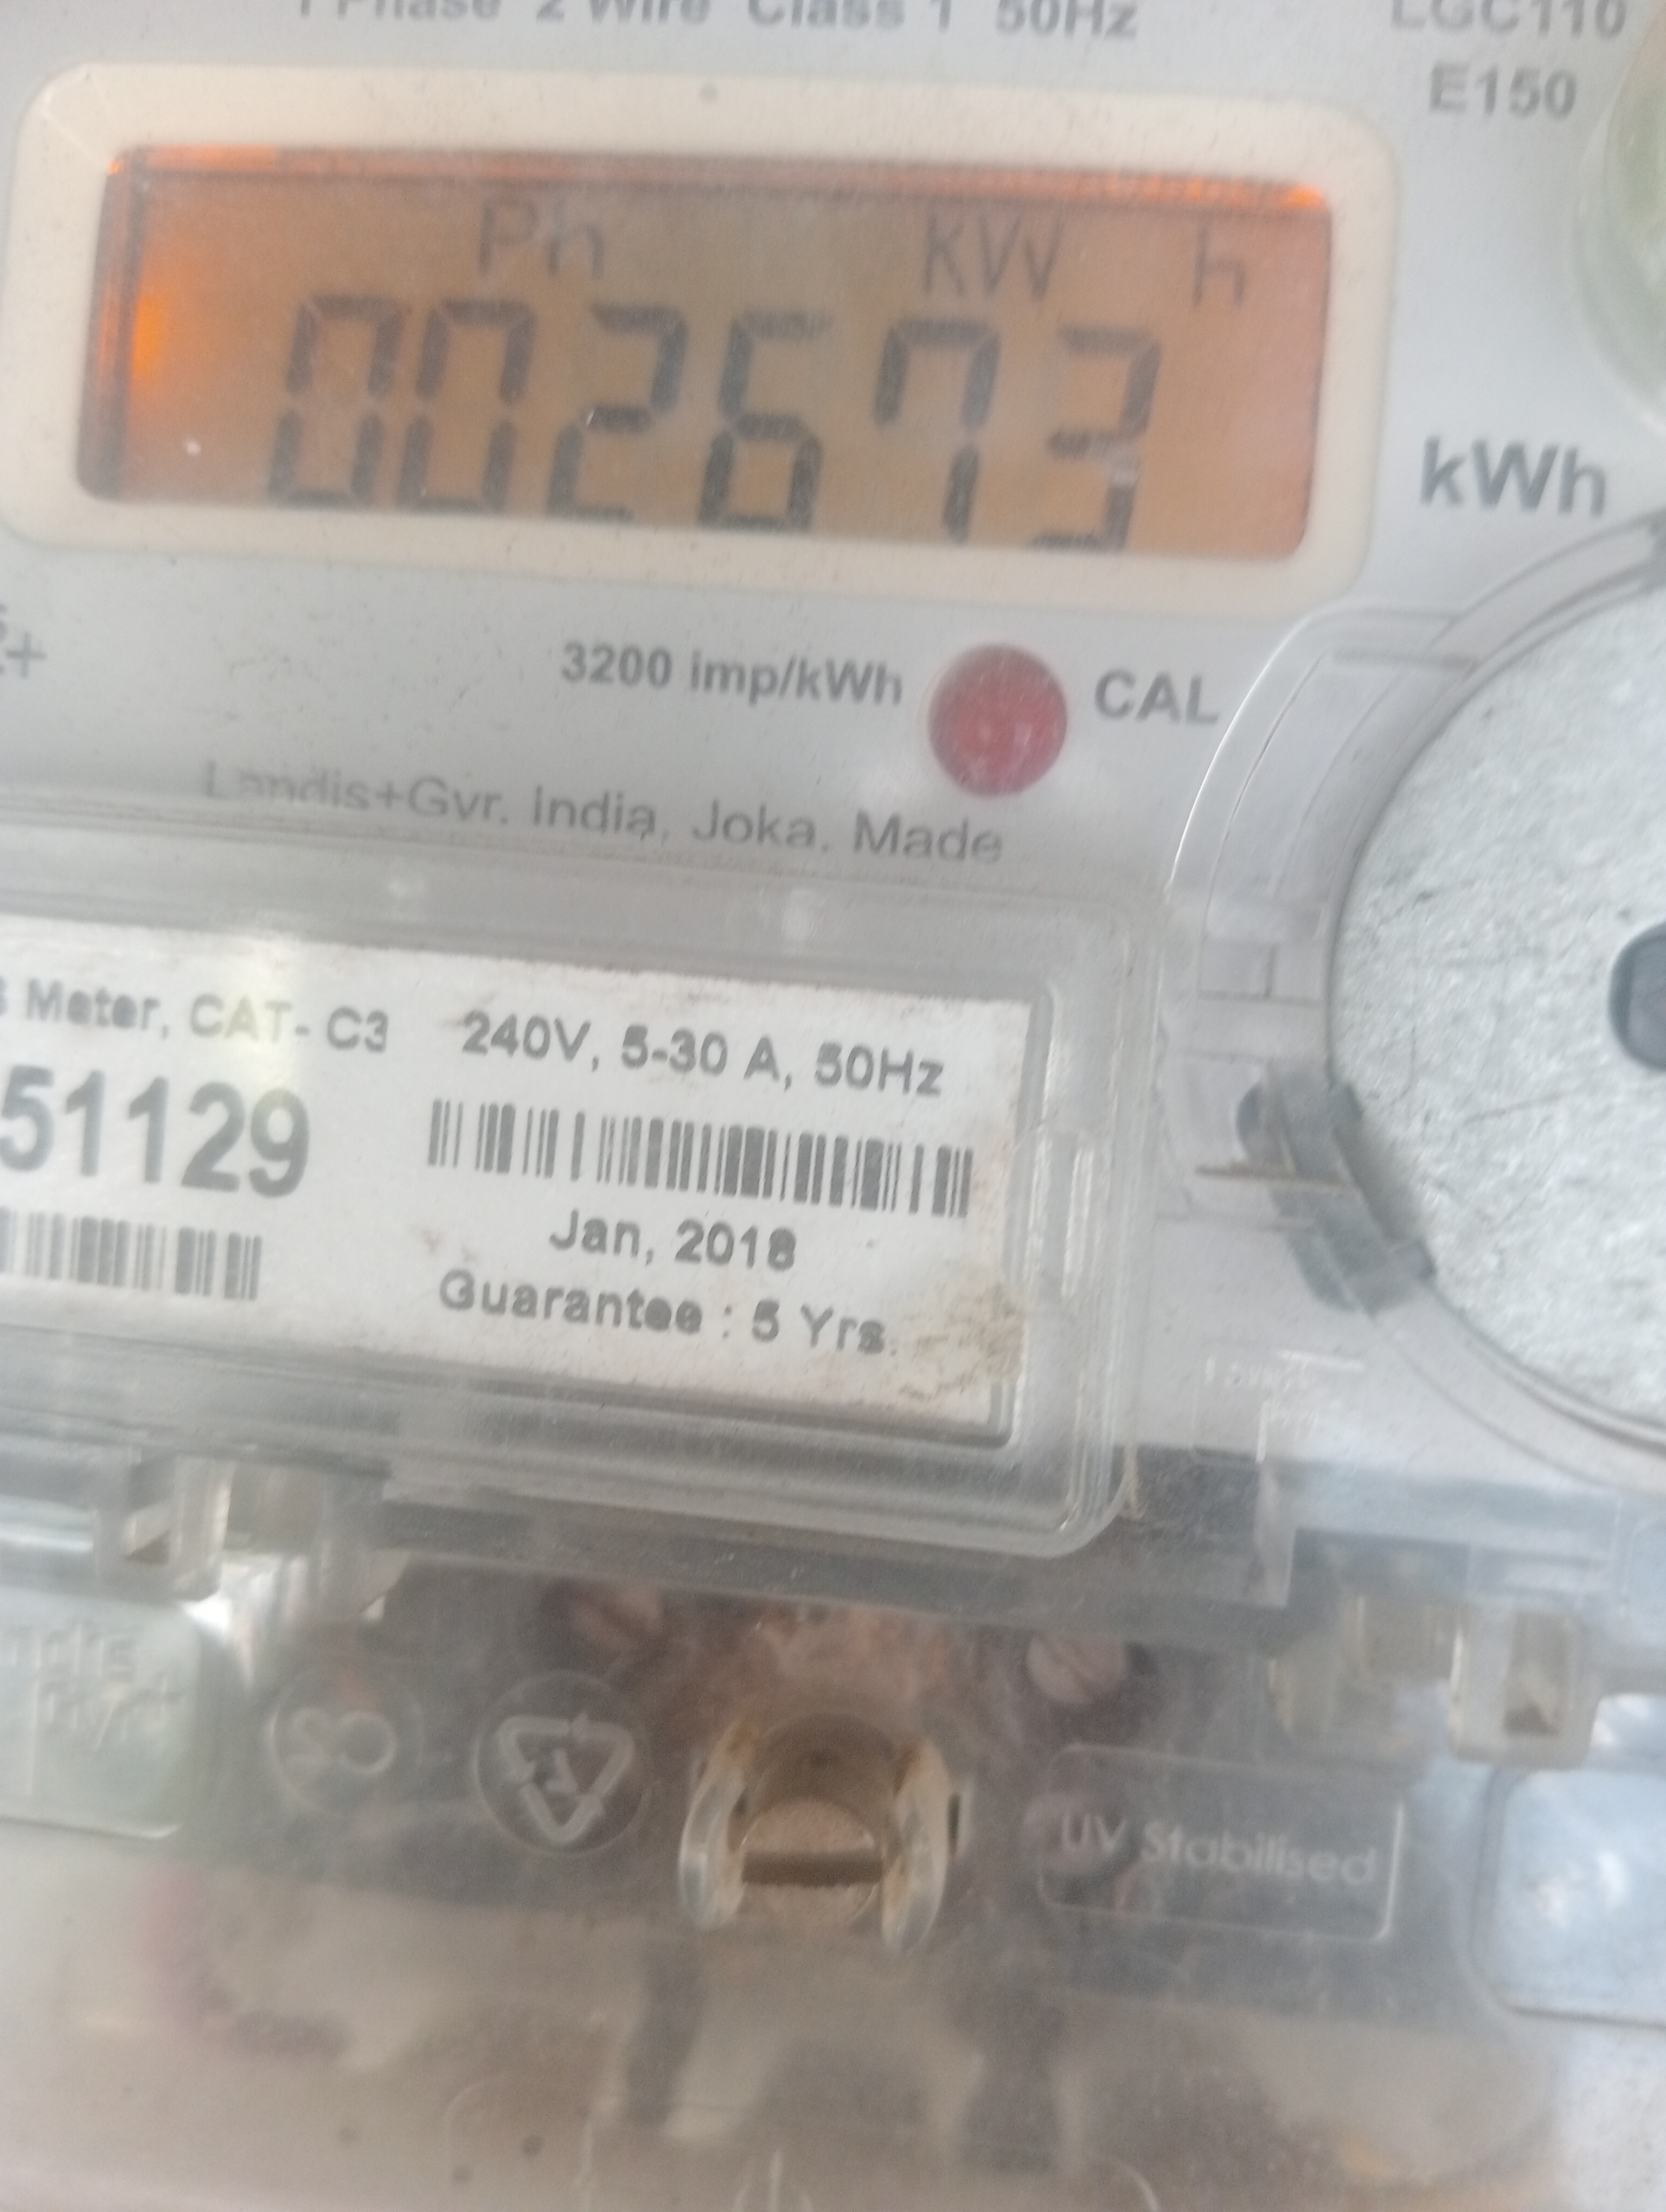 1 Phase 2 Wire Class 1 50Hz
LGC110
E150
Ph kW h
002673
kWh
3200 imp/kWh CAL
Landis+Gyr. India, Joka. Made
Meter, CAT- C3 240V, 5-30 A, 50Hz
51129
Jan, 2018
Guarantee : 5 Yrs.
UV Stabilised